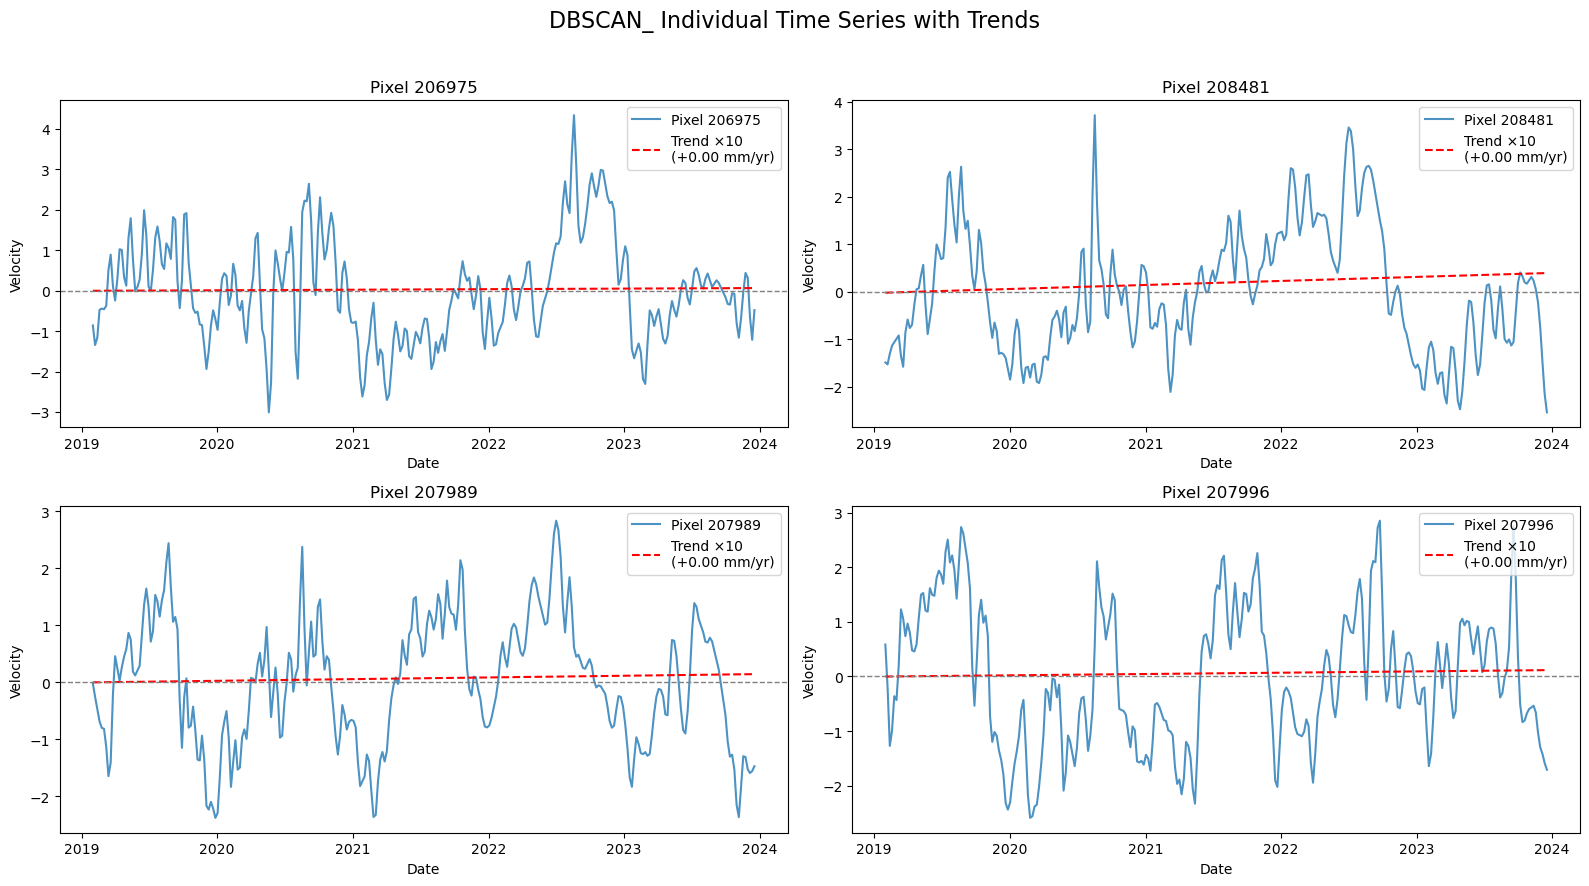 DBSCAN_ Individual Time Series with Trends
Pixel 206975
Velocity
4
3
2
1
0
−1
−2
−3
Pixel 206975
Trend ×10
(+0.00 mm/yr)
2019 2020 2021 2022 2023 2024
Date
Pixel 208481
Velocity
4
3
2
1
0
−1
−2
Pixel 208481
Trend ×10
(+0.00 mm/yr)
2019 2020 2021 2022 2023 2024
Date
Pixel 207989
Velocity
3
2
1
0
−1
−2
Pixel 207989
Trend ×10
(+0.00 mm/yr)
2019 2020 2021 2022 2023 2024
Date
Pixel 207996
Velocity
3
2
1
0
−1
−2
Pixel 207996
Trend ×10
(+0.00 mm/yr)
2019 2020 2021 2022 2023 2024
Date